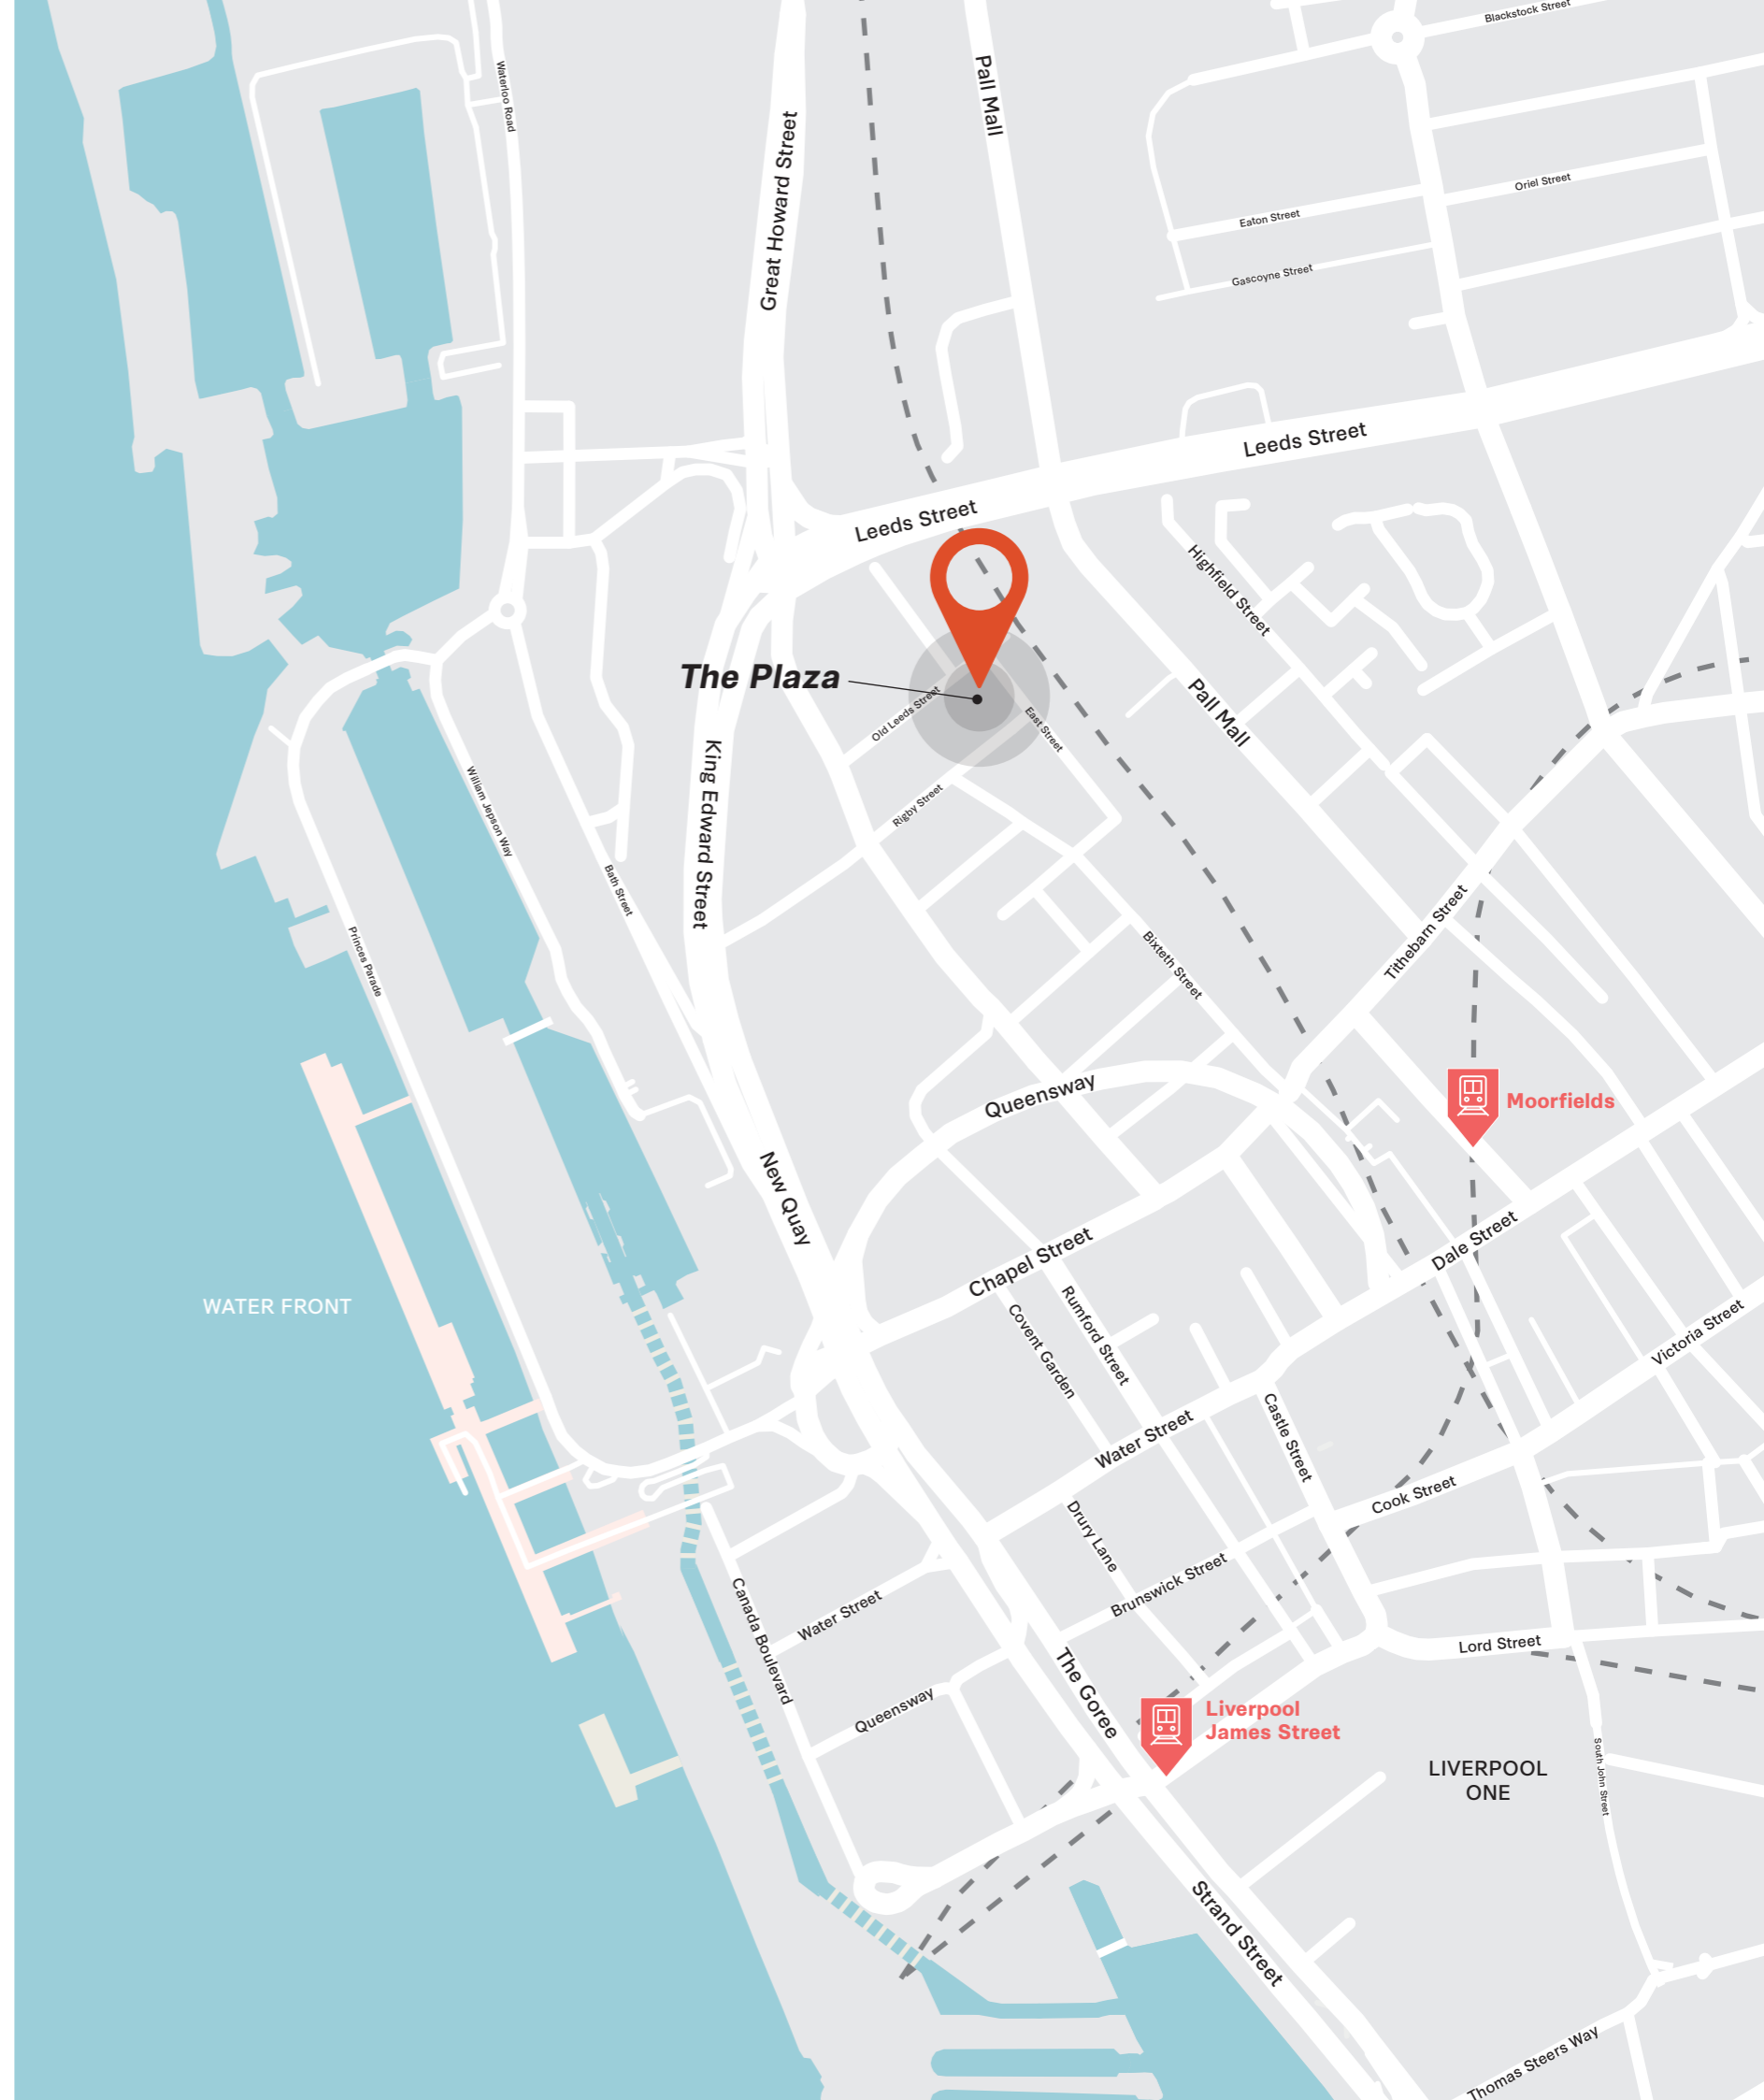 Blackstock Street
Waterloo Road
Pall Mall
Great Howard Street
Oriel Street
Eaton Street
Gascoyne Street
Leeds Street
Leeds Street
Highfield Street
The Plaza
Old Leeds Street
East Street
Pall Mall
King Edward Street
William Jepson Way
Rigby Street
Bath Street
Tithebarn Street
Princes Parade
Bixteth Street
Queensway
Moorfields
New Quay
Chapel Street
Dale Street
WATER FRONT
Covent Garden
Rumford Street
Victoria Street
Water Street
Castle Street
Cook Street
Drury Lane
Brunswick Street
Canada Boulevard
Water Street
Lord Street
The Goree
Queensway
Liverpool
James Street
South John Street
LIVERPOOL
ONE
Strand Street
Thomas Steers Way